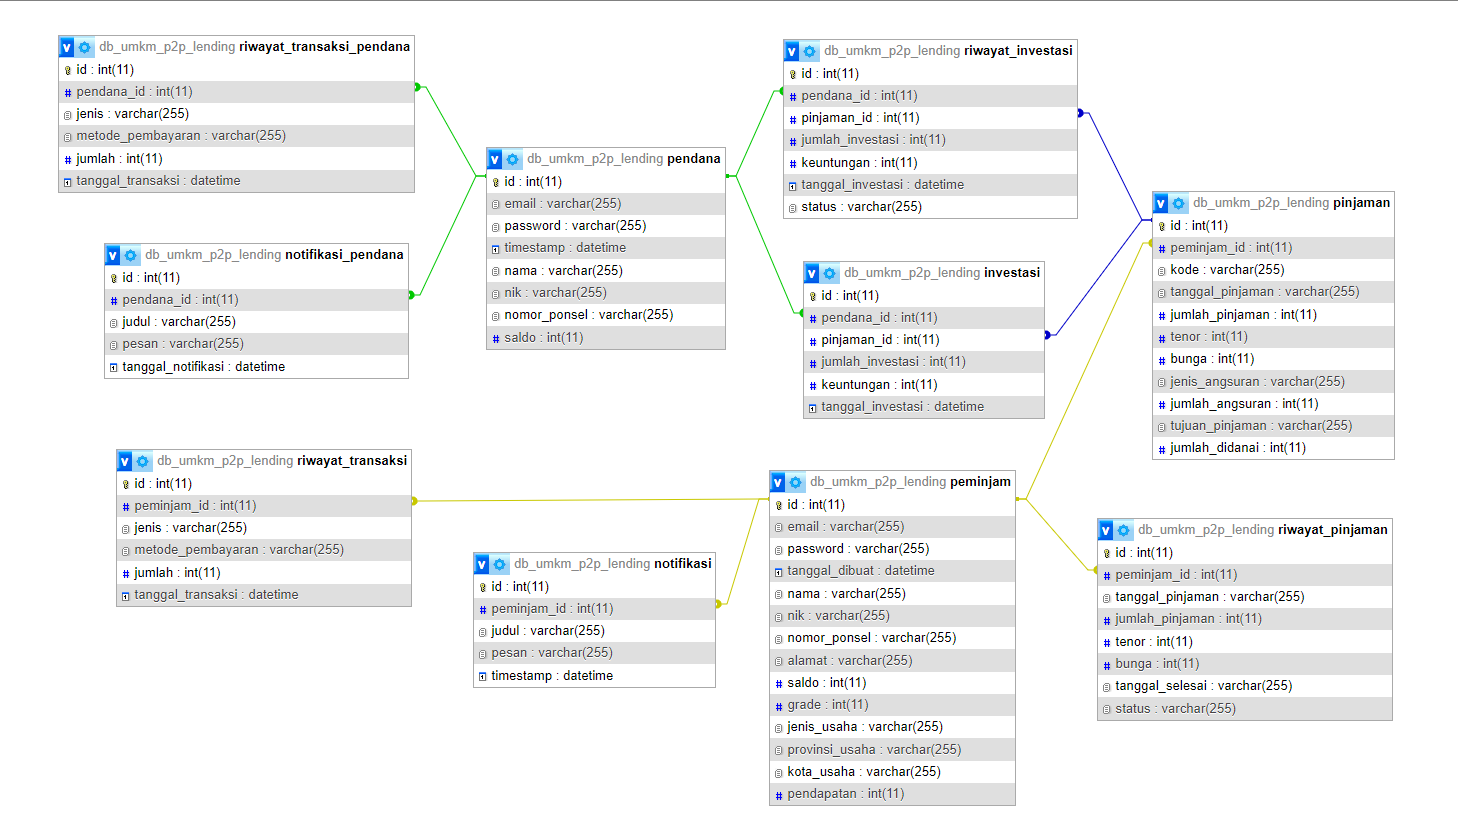 db_umkm_p2p_lending riwayat_transaksi_pendana
id : int(11)
pendana_id : int(11)
jenis : varchar(255)
metode_pembayaran : varchar(255)
jumlah : int(11)
tanggal_transaksi : datetime
db_umkm_p2p_lending notifikasi_pendana
id : int(11)
pendana_id : int(11)
judul : varchar(255)
pesan : varchar(255)
tanggal_notifikasi : datetime
db_umkm_p2p_lending pendana
id : int(11)
email : varchar(255)
password : varchar(255)
timestamp : datetime
nama : varchar(255)
nik : varchar(255)
nomor_ponsel : varchar(255)
saldo : int(11)
db_umkm_p2p_lending riwayat_investasi
id : int(11)
pendana_id : int(11)
pinjaman_id : int(11)
jumlah_investasi : int(11)
keuntungan : int(11)
tanggal_investasi : datetime
status : varchar(255)
db_umkm_p2p_lending investasi
id : int(11)
pendana_id : int(11)
pinjaman_id : int(11)
jumlah_investasi : int(11)
keuntungan : int(11)
tanggal_investasi : datetime
db_umkm_p2p_lending pinjaman
id : int(11)
peminjam_id : int(11)
kode : varchar(255)
tanggal_pinjaman : varchar(255)
jumlah_pinjaman : int(11)
tenor : int(11)
bunga : int(11)
jenis_angsuran : varchar(255)
jumlah_angsuran : int(11)
tujuan_pinjaman : varchar(255)
jumlah_didanai : int(11)
db_umkm_p2p_lending riwayat_transaksi
id : int(11)
peminjam_id : int(11)
jenis : varchar(255)
metode_pembayaran : varchar(255)
jumlah : int(11)
tanggal_transaksi : datetime
db_umkm_p2p_lending notifikasi
id : int(11)
peminjam_id : int(11)
judul : varchar(255)
pesan : varchar(255)
timestamp : datetime
db_umkm_p2p_lending peminjam
id : int(11)
email : varchar(255)
password : varchar(255)
tanggal_dibuat : datetime
nama : varchar(255)
nik : varchar(255)
nomor_ponsel : varchar(255)
alamat : varchar(255)
saldo : int(11)
grade : int(11)
jenis_usaha : varchar(255)
provinsi_usaha : varchar(255)
kota_usaha : varchar(255)
pendapatan : int(11)
db_umkm_p2p_lending riwayat_pinjaman
id : int(11)
peminjam_id : int(11)
tanggal_pinjaman : varchar(255)
jumlah_pinjaman : int(11)
tenor : int(11)
bunga : int(11)
tanggal_selesai : varchar(255)
status : varchar(255)